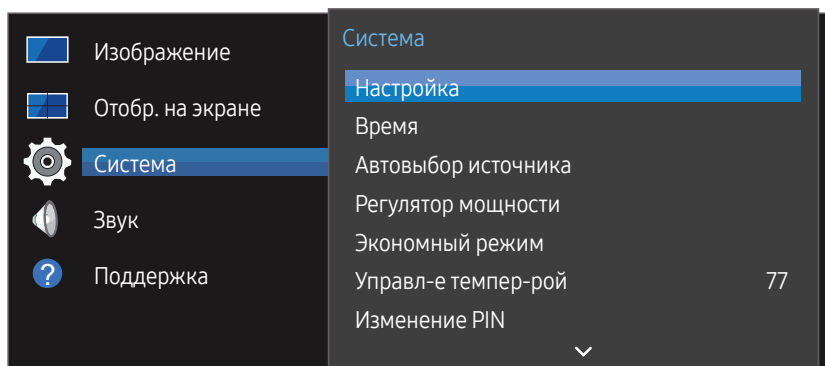 Изображение
Отобр. на экране
Система
Звук
Поддержка
Система
Настройка
Время
Автовыбор источника
Регулятор мощности
Экономный режим
Управл-е темпер-рой 77
Изменение PIN